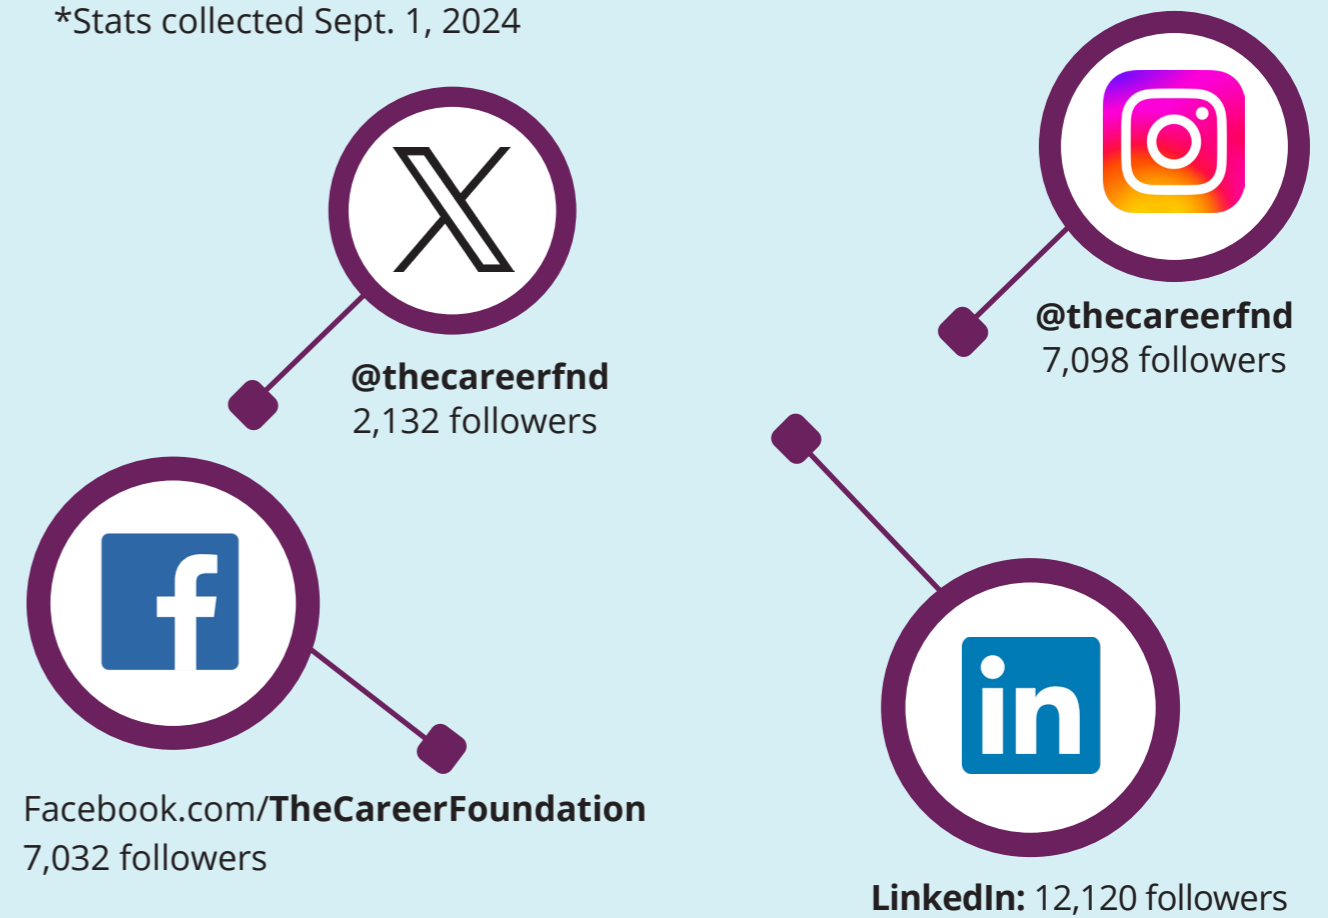 *Stats collected Sept. 1, 2024
@thecareerfnd
2,132 followers
@thecareerfnd
7,098 followers
Facebook.com/TheCareerFoundation
7,032 followers
in
LinkedIn: 12,120 followers